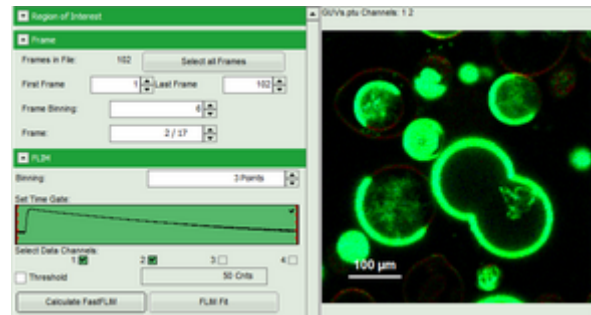 Region of Interest
Frame
Frames in File: 102 Select all Frames
First Frame 1 Last Frame 102
Frame Binning: 6
Frame: 2 / 17
FLIM
Binning: 3 Points
Set Time Gate:
Select Data Channels:
1 2 3 4
Threshold 50 Cnts
Calculate FastFLIM FLIM Fit
GUVs.ptu Channels: 1 2
100 µm